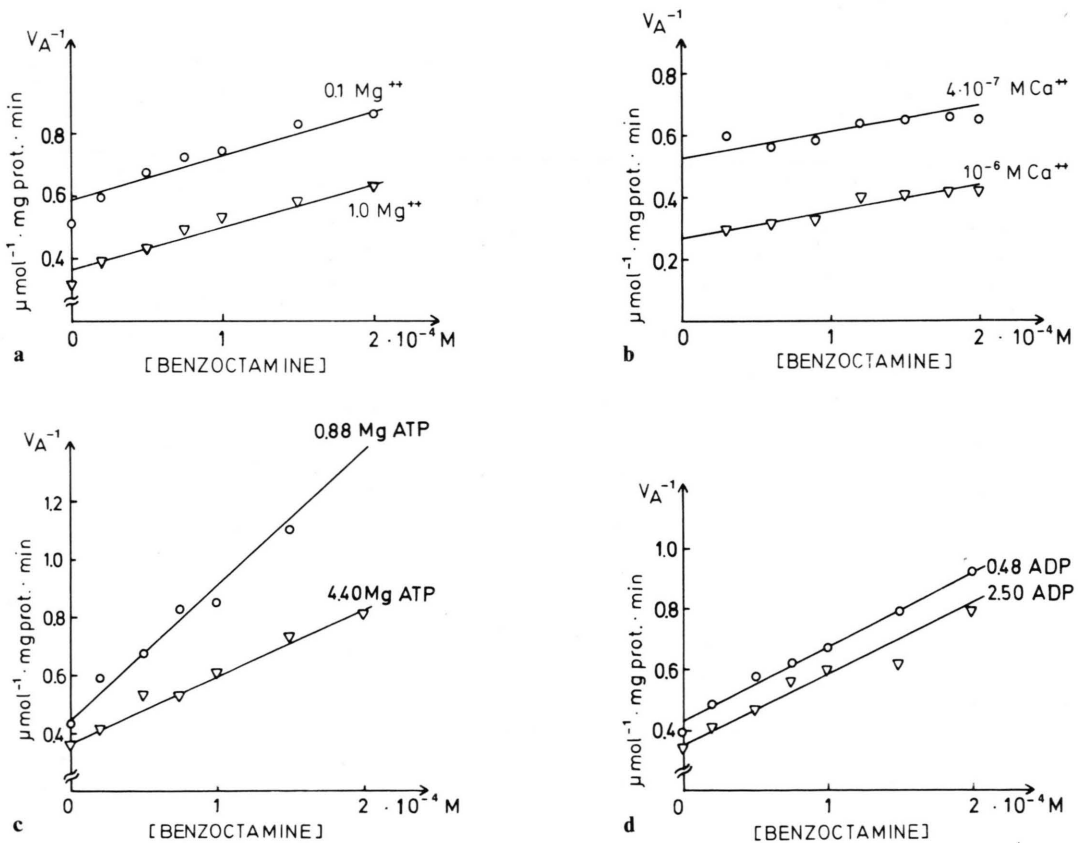 V_A⁻¹
μmol⁻¹ · mg prot. · min
0.8
0.6
0.4
0.1 Mg⁺⁺
1.0 Mg⁺⁺
0
1
2 · 10⁻⁴ M
[BENZOCTAMINE]
a
V_A⁻¹
μmol⁻¹ · mg prot. · min
0.8
0.6
0.4
0.2
4·10⁻⁷ M Ca⁺⁺
10⁻⁶ M Ca⁺⁺
0
1
2 · 10⁻⁴ M
[BENZOCTAMINE]
b
V_A⁻¹
μmol⁻¹ · mg prot. · min
1.2
1.0
0.8
0.6
0.4
0.88 Mg ATP
4.40 Mg ATP
0
1
2 · 10⁻⁴ M
[BENZOCTAMINE]
c
V_A⁻¹
μmol⁻¹ · mg prot. · min
1.0
0.8
0.6
0.4
0.48 ADP
2.50 ADP
0
1
2 · 10⁻⁴ M
[BENZOCTAMINE]
d